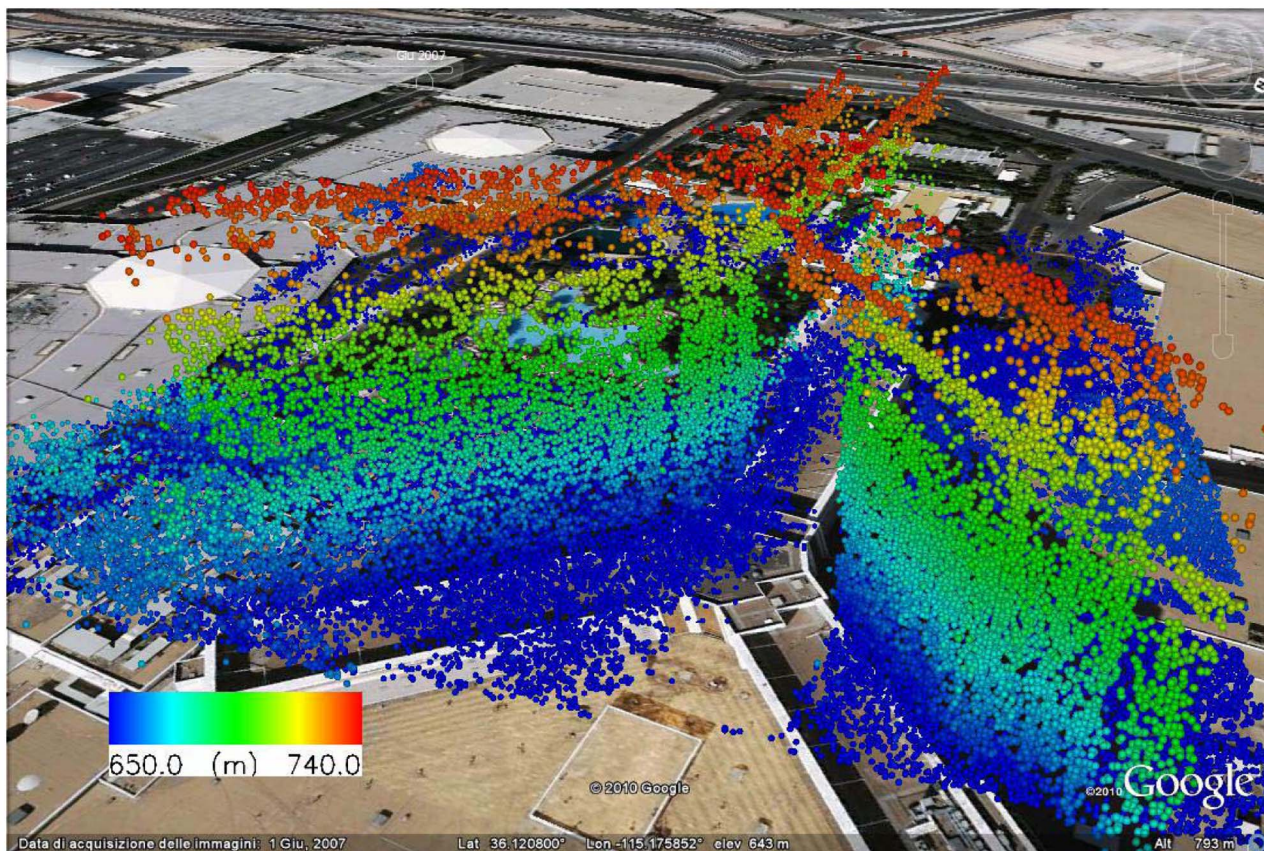 Giu 2007
650.0 (m) 740.0
© 2010 Google
©2010 Google
Data di acquisizione delle immagini: 1 Giu, 2007 Lat 36.120800° Lon -115.175852° elev 643 m Alt 793 m